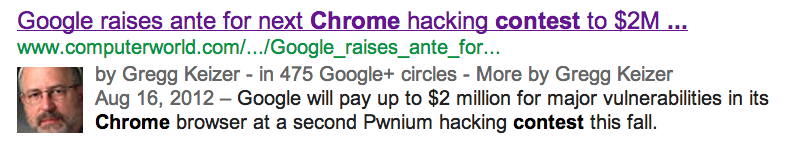 Google raises ante for next Chrome hacking contest to $2M ...
www.computerworld.com/.../Google_raises_ante_for...
by Gregg Keizer - in 475 Google+ circles - More by Gregg Keizer
Aug 16, 2012 – Google will pay up to $2 million for major vulnerabilities in its
Chrome browser at a second Pwnium hacking contest this fall.